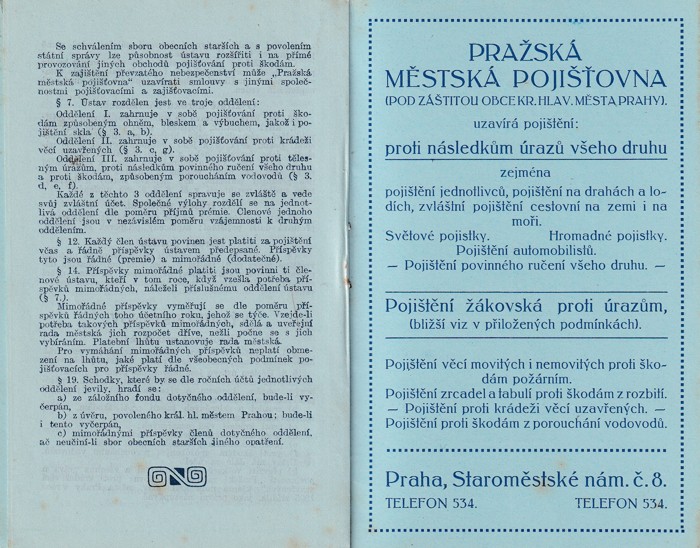 Se schválením sboru obecních starších a s povolením
státní správy lze působnost ústavu rozšířiti i na přímé
provozování jiných obchodů pojišťování proti škodám.
K zajištění převzatého nebezpečenství může „Pražská
městská pojišťovna" uzavírati smlouvy s jinými společ-
nostmi pojišťovacími a zajišťovacími.
§ 7. Ústav rozdělen jest ve troje oddělení:
Oddělení I. zahrnuje v sobě pojišťování proti ško-
dám způsobeným ohněm, bleskem a výbuchem, jakož i po-
jištění skla (§ 3. a, b).
Oddělení II. zahrnuje v sobě pojišťování proti krádeži
věcí uzavřených (§ 3. c, g).
Oddělení III. zahrnuje v sobě pojišťování proti těles-
ným úrazům, proti následkům povinného ručení všeho druhu
a proti škodám, způsobeným poroucháním vodovodů (§ 3.
d, e, f).
Každé z těchto 3 oddělení spravuje se zvláště a vede
svůj zvláštní účet. Společné výlohy rozdělí se na jednot-
livá oddělení dle poměru příjmů prémie. Členové jednoho
oddělení jsou v nezávislém poměru vzájemnosti k druhým
oddělením.
§ 12. Každý člen ústavu povinen jest platiti za pojištění
včas a řádně příspěvky ústavem předepsané. Příspěvky
tyto jsou řádné (premie) a mimořádné (dodatečné).
§ 14. Příspěvky mimořádné platiti jsou povinni ti čle-
nové ústavu, kteří v tom roce, kdy vzešla potřeba pří-
spěvků mimořádných, náleželi příslušnému oddělení ústavu
(§ 7.).
Mimořádné příspěvky vyměřují se dle poměru pří-
spěvků řádných toho účetního roku, jehož se týče. Vzejde-li
potřeba takových příspěvků mimořádných, sdělá a uveřejní
rada městská jich rozpočet dříve, nežli počne se s jich
vybíráním. Platební lhůtu ustanovuje rada městská.
Pro vymáhání mimořádných příspěvků neplatí obme-
zení na lhůtu, jaké platí dle všeobecných podmínek po-
jišťovacích pro příspěvky řádné.
§ 19. Schodky, které by se dle ročních účtů jednotlivých
oddělení jevily, hradí se:
a) ze záložního fondu dotyčného oddělení, bude-li vy-
čerpán,
b) z úvěru, povoleného král. hl. městem Prahou; bude-li
i tento vyčerpán,
c) mimořádnými příspěvky členů dotyčného oddělení,
ač neučiní-li sbor obecních starších jiného opatření.
PRAŽSKÁ
MĚSTSKÁ POJIŠŤOVNA
(POD ZÁŠTITOU OBCE KR. HLAV. MĚSTA PRAHY).
uzavírá pojištění:
proti následkům úrazů všeho druhu
zejména
pojištění jednotlivců, pojištění na drahách a lo-
dích, zvláštní pojištění cestovní na zemi i na
moři.
Světové pojistky. Hromadné pojistky.
Pojištění automobilistů.
— Pojištění povinného ručení všeho druhu. —
Pojištění žákovská proti úrazům,
(bližší viz v přiložených podmínkách).
Pojištění věcí movitých i nemovitých proti ško-
dám požárním.
Pojištění zrcadel a tabulí proti škodám z rozbití.
— Pojištění proti krádeži věcí uzavřených. —
Pojištění proti škodám z porouchání vodovodů.
Praha, Staroměstské nám. č. 8.
TELEFON 534. TELEFON 534.